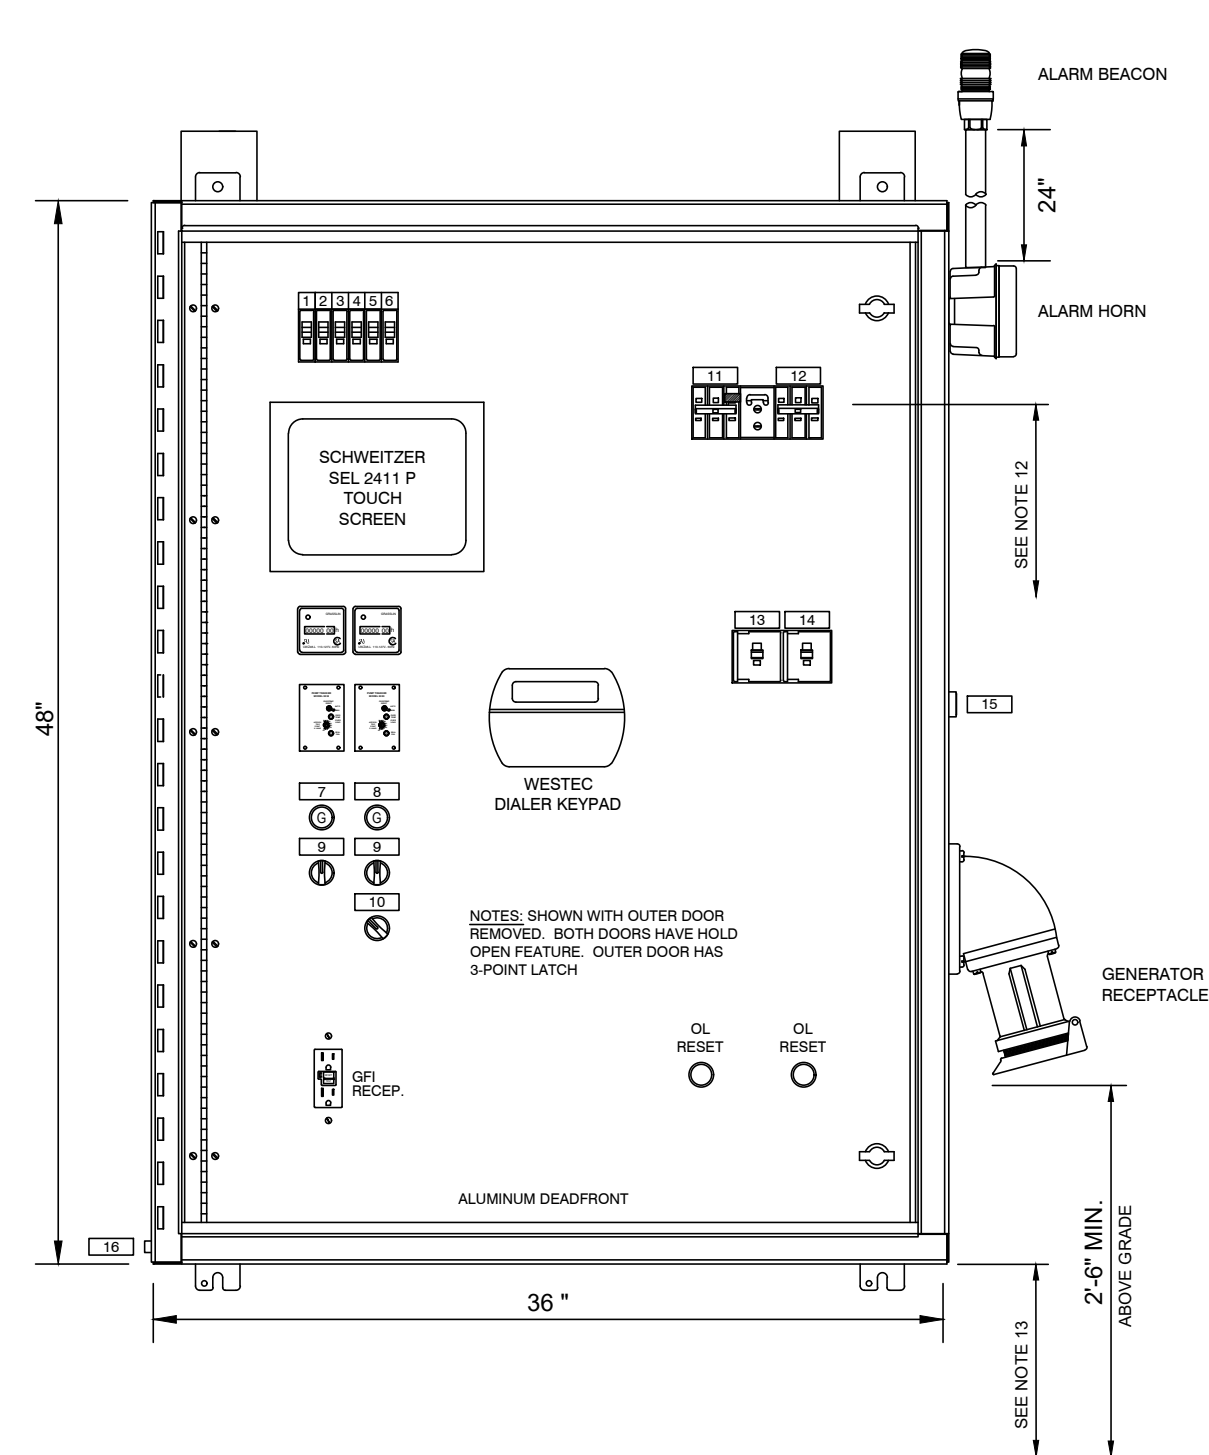 ALARM BEACON
24"
ALARM HORN
1 2 3 4 5 6
11 12
SCHWEITZER
SEL 2411 P
TOUCH
SCREEN
SEE NOTE 12
13 14
48"
15
WESTEC
DIALER KEYPAD
7 8
G G
9 9
10
NOTES: SHOWN WITH OUTER DOOR
REMOVED. BOTH DOORS HAVE HOLD
OPEN FEATURE. OUTER DOOR HAS
3-POINT LATCH
GENERATOR
RECEPTACLE
OL
RESET
OL
RESET
GFI
RECEP.
ALUMINUM DEADFRONT
16
36 "
2'-6" MIN.
ABOVE GRADE
SEE NOTE 13